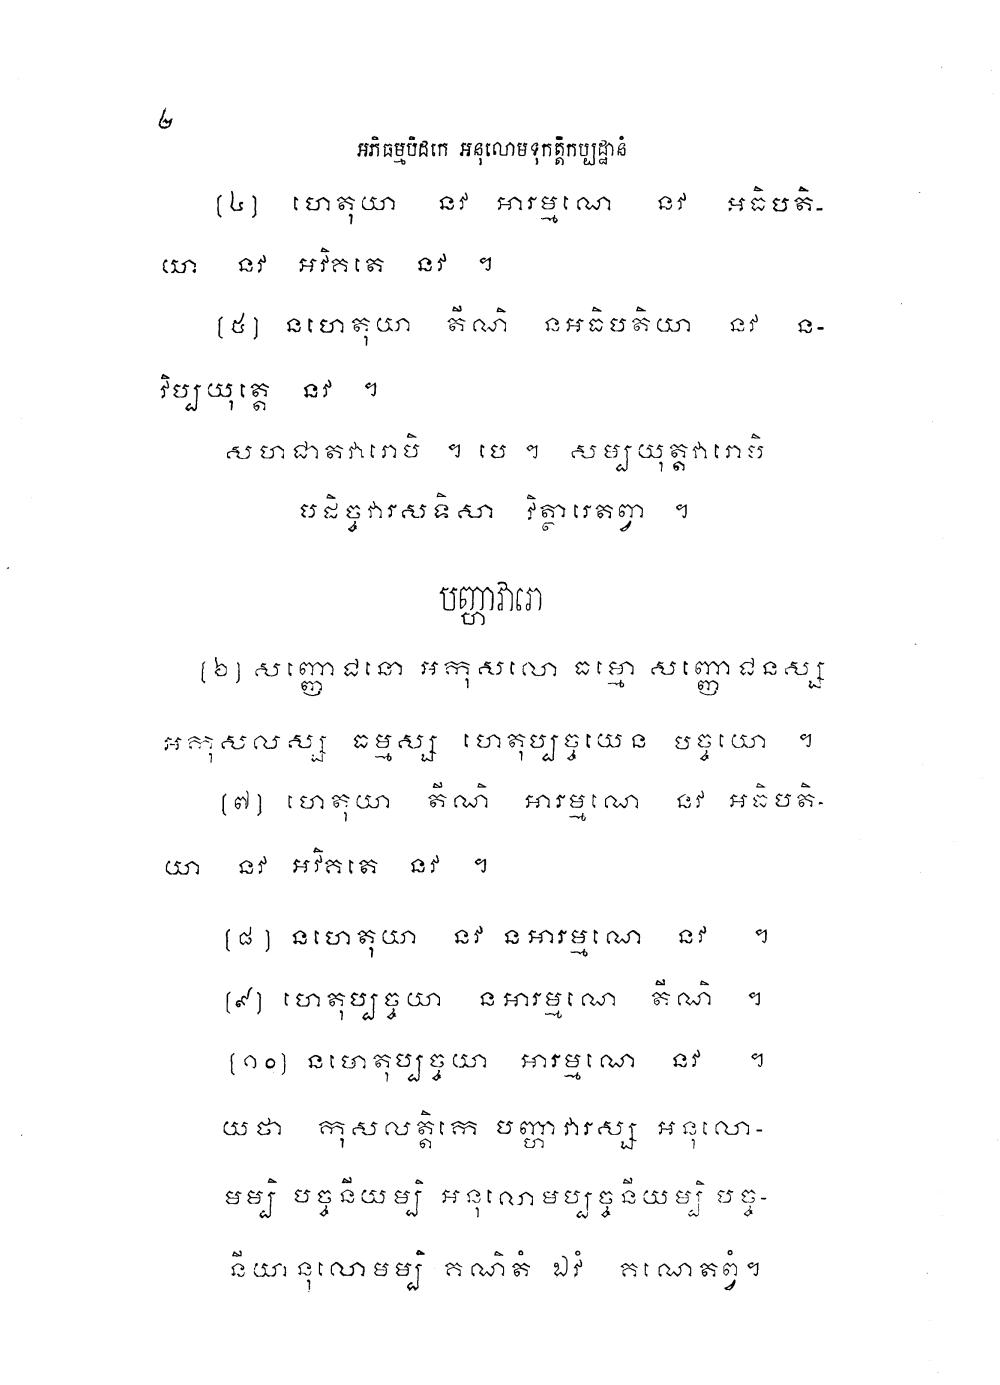 ២
អភិធម្មបិដកេ អនុលោមទុកត្តិកប្បដ្ឋានំ
[៤] ហេតុយា នវ អារម្មណេ នវ អធិបតិ-
យា នវ អវិគតេ នវ ។
[៥] នហេតុយា តីណិ នអធិបតិយា នវ ន-
វិប្បយុត្តេ នវ ។
សហជាតវារោបិ ។ បេ ។ សម្បយុត្តវារោបិ
បដិច្ចវារសទិសា វិត្ថារេតព្វា ។
បញ្ហាវារោ
[៦] សញ្ញោជនោ អកុសលោ ធម្មោ សញ្ញោជនស្ស
អកុសលស្ស ធម្មស្ស ហេតុប្បច្ចយេន បច្ចយោ ។
[៧] ហេតុយា តីណិ អារម្មណេ នវ អធិបតិ-
យា នវ អវិគតេ នវ ។
[៨] នហេតុយា នវ នអារម្មណេ នវ ។
[៩] ហេតុប្បច្ចយា នអារម្មណេ តីណិ ។
[១០] នហេតុប្បច្ចយា អារម្មណេ នវ ។
យថា កុសលត្តិកេ បញ្ហាវារស្ស អនុលោ-
មម្បិ បច្ចនីយម្បិ អនុលោមប្បច្ចនីយម្បិ បច្ច-
នីយានុលោមម្បិ គណិតំ ឯវំ គណេតព្វំ។